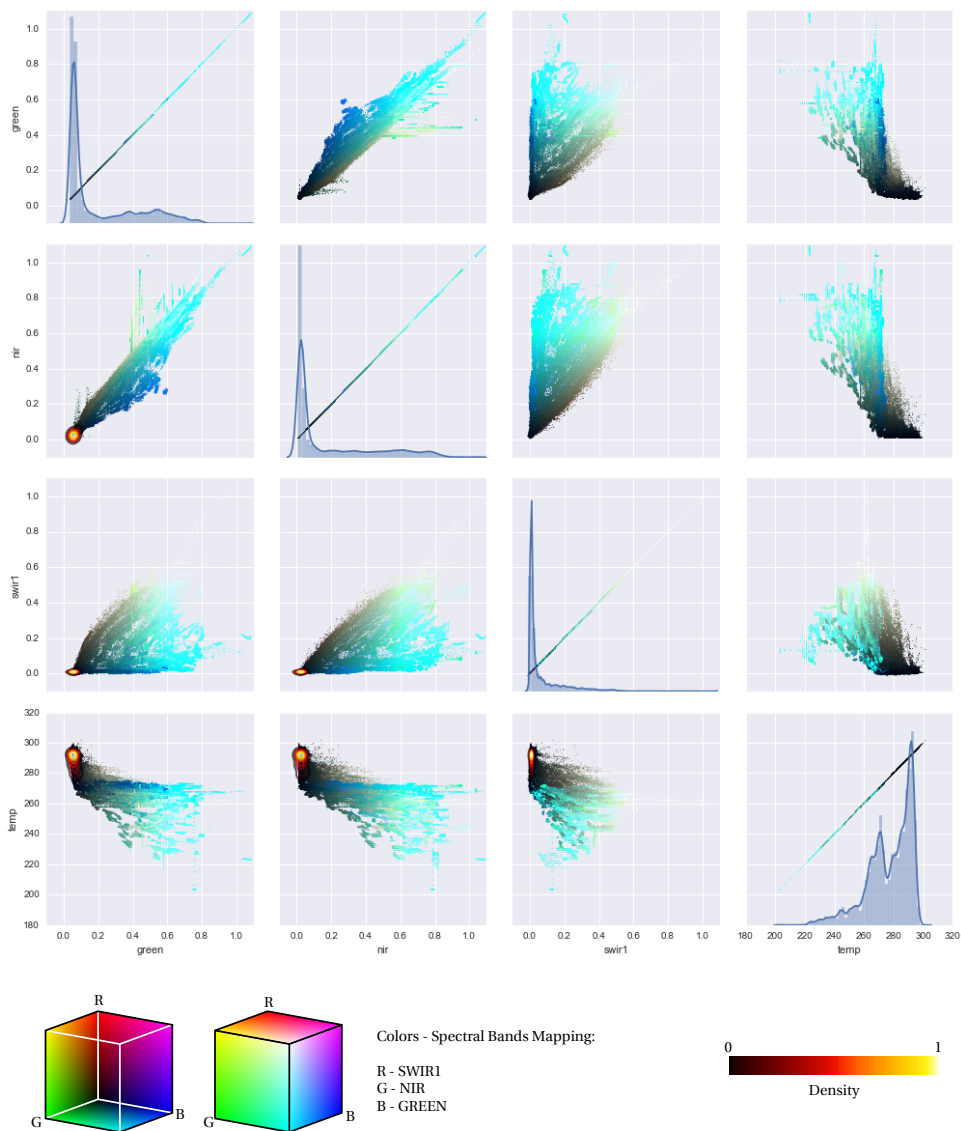 1.0
0.8
0.6
0.4
0.2
0.0
green
1.0
0.8
0.6
0.4
0.2
0.0
nir
1.0
0.8
0.6
0.4
0.2
0.0
swir1
320
300
280
260
240
220
200
180
temp
0.0 0.2 0.4 0.6 0.8 1.0
green
0.0 0.2 0.4 0.6 0.8 1.0
nir
0.0 0.2 0.4 0.6 0.8 1.0
swir1
180 200 220 240 260 280 300 320
temp
R
G
B
R
G
B
Colors - Spectral Bands Mapping:
R - SWIR1
G - NIR
B - GREEN
0 1
Density